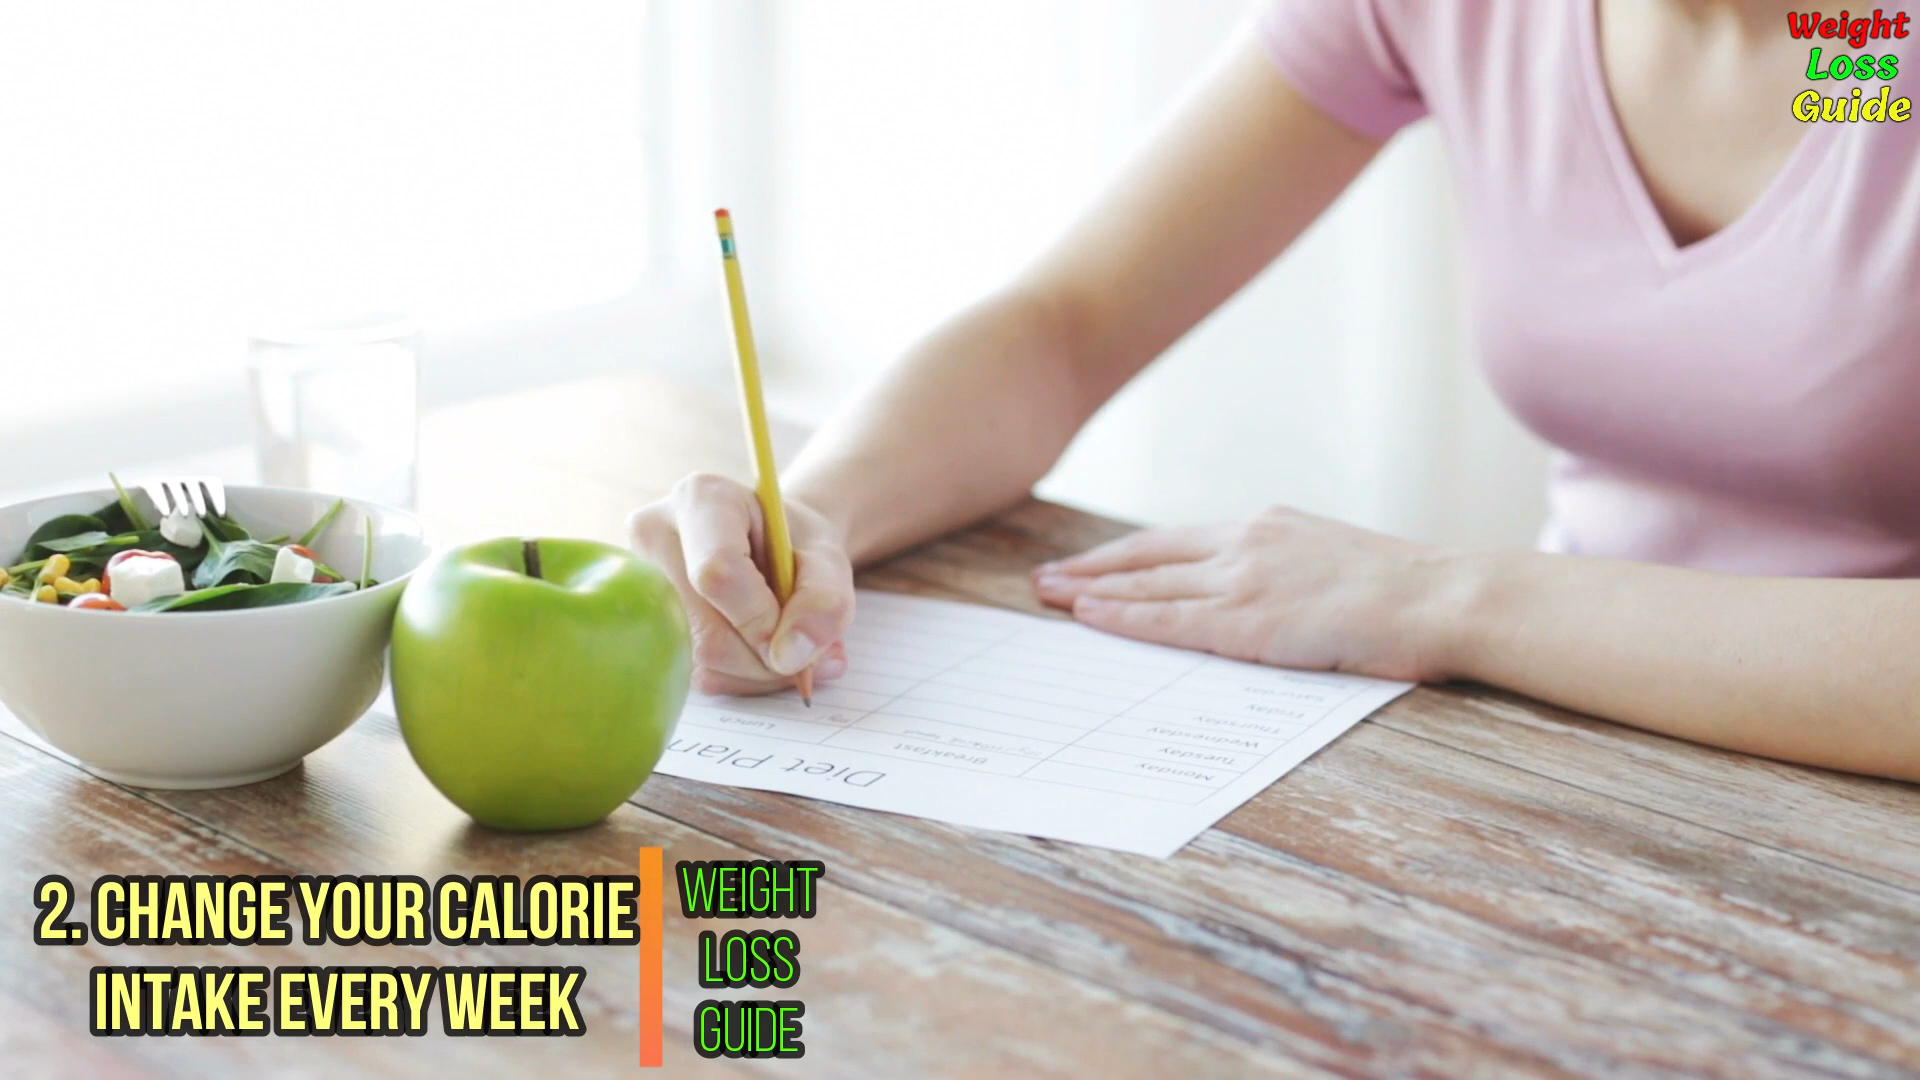 Weight
Loss
Guide
Lunch
Diet Plan
Breakfast
Monday
Tuesday
Wednesday
Thursday
Friday
Saturday
2. CHANGE YOUR CALORIE
INTAKE EVERY WEEK
WEIGHT
LOSS
GUIDE